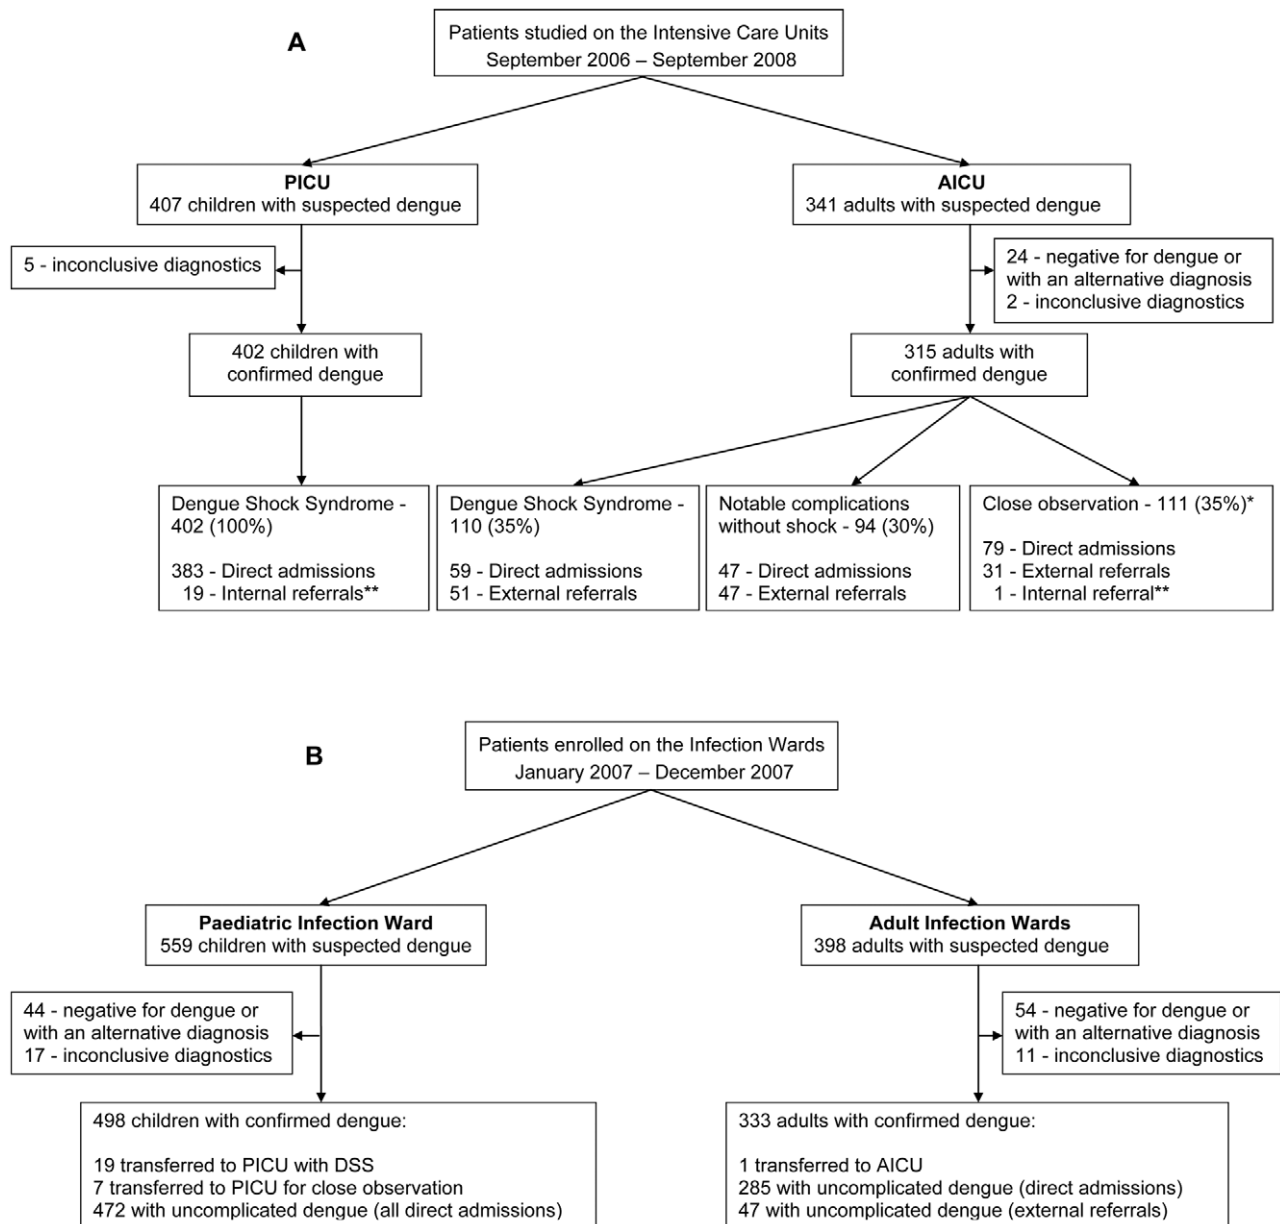 A
Patients studied on the Intensive Care Units
September 2006 – September 2008
PICU
407 children with suspected dengue
AICU
341 adults with suspected dengue
5 - inconclusive diagnostics
24 - negative for dengue or
with an alternative diagnosis
2 - inconclusive diagnostics
402 children with
confirmed dengue
315 adults with
confirmed dengue
Dengue Shock Syndrome -
402 (100%)
383 - Direct admissions
19 - Internal referrals**
Dengue Shock Syndrome -
110 (35%)
59 - Direct admissions
51 - External referrals
Notable complications
without shock - 94 (30%)
47 - Direct admissions
47 - External referrals
Close observation - 111 (35%)*
79 - Direct admissions
31 - External referrals
1 - Internal referral**
B
Patients enrolled on the Infection Wards
January 2007 – December 2007
Paediatric Infection Ward
559 children with suspected dengue
Adult Infection Wards
398 adults with suspected dengue
44 - negative for dengue or
with an alternative diagnosis
17 - inconclusive diagnostics
54 - negative for dengue or
with an alternative diagnosis
11 - inconclusive diagnostics
498 children with confirmed dengue:
19 transferred to PICU with DSS
7 transferred to PICU for close observation
472 with uncomplicated dengue (all direct admissions)
333 adults with confirmed dengue:
1 transferred to AICU
285 with uncomplicated dengue (direct admissions)
47 with uncomplicated dengue (external referrals)